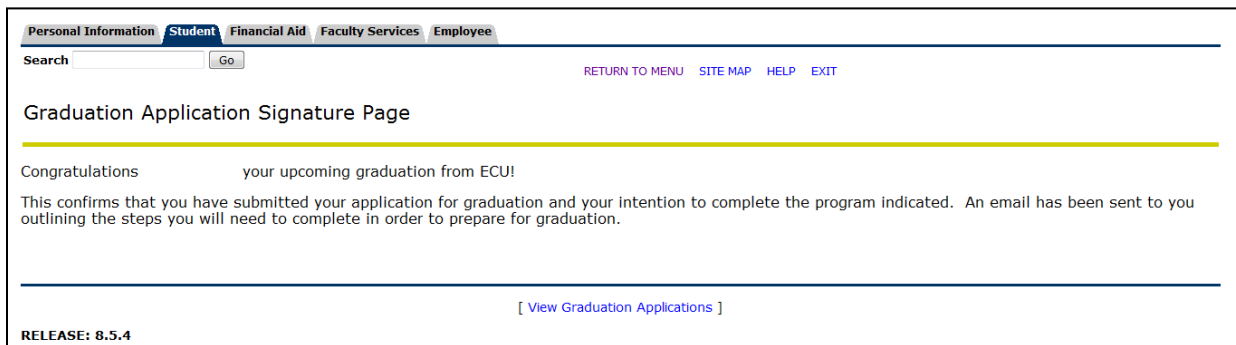 Personal Information Student Financial Aid Faculty Services Employee
Search Go
RETURN TO MENU SITE MAP HELP EXIT
Graduation Application Signature Page
Congratulations your upcoming graduation from ECU!
This confirms that you have submitted your application for graduation and your intention to complete the program indicated. An email has been sent to you
outlining the steps you will need to complete in order to prepare for graduation.
[ View Graduation Applications ]
RELEASE: 8.5.4